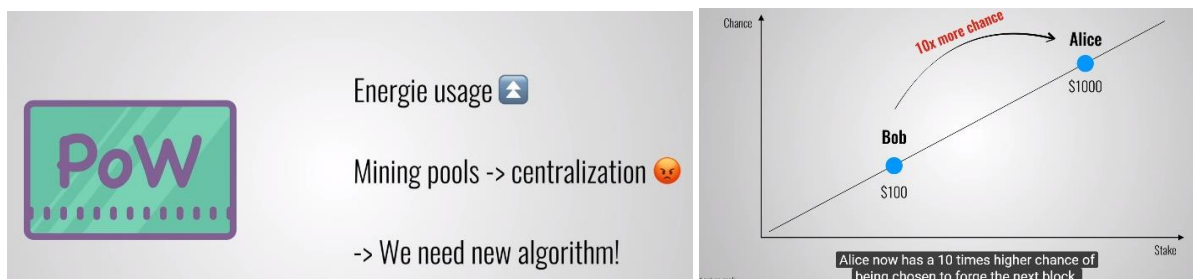 PoW
Energie usage
Mining pools -> centralization
-> We need new algorithm!
Chance
10x more chance
Alice
$1000
Bob
$100
Stake
Alice now has a 10 times higher chance of
being chosen to forge the next block